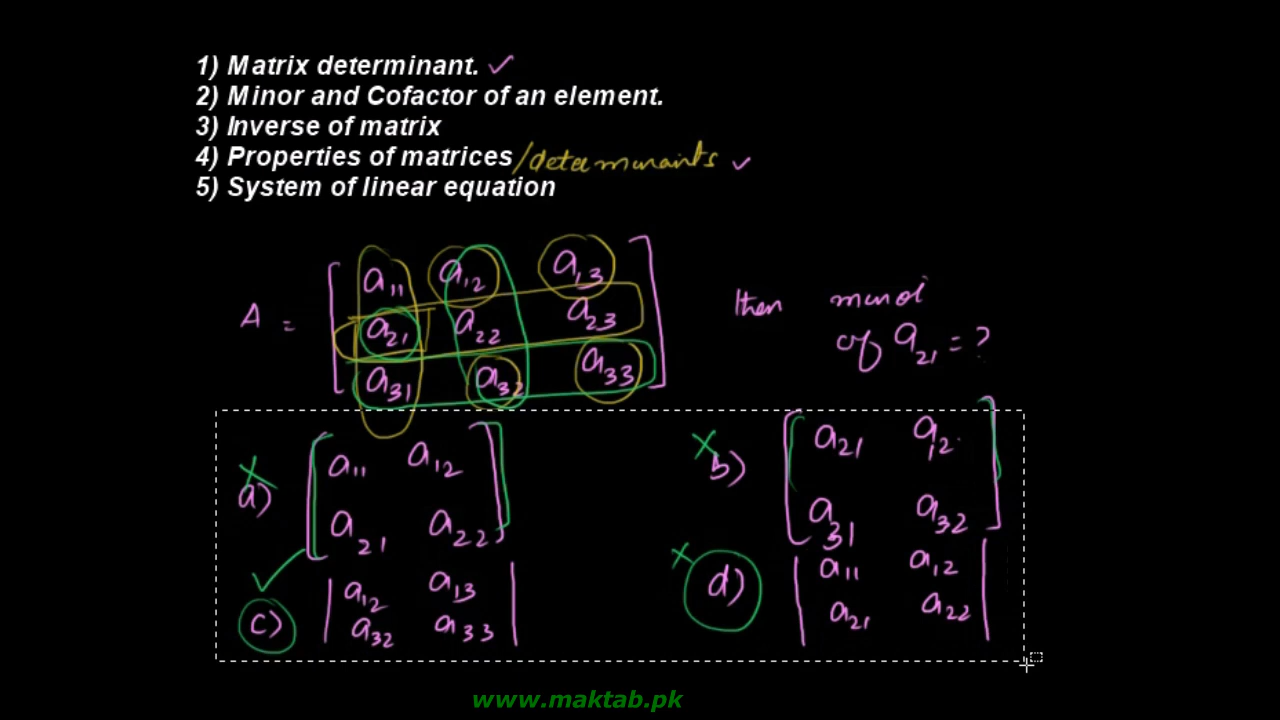 1) Matrix determinant. ✓
2) Minor and Cofactor of an element.
3) Inverse of matrix
4) Properties of matrices/determinants ✓
5) System of linear equation
a₁₁ a₁₂ a₁₃
A = a₂₁ a₂₂ a₂₃
a₃₁ a₃₂ a₃₃
then minor
of a₂₁ = ?
a) [a₁₁ a₁₂
a₂₁ a₂₂]
b) [a₂₁ a₁₂
a₃₁ a₃₂]
c) |a₁₂ a₁₃
a₃₂ a₃₃|
d) |a₁₁ a₁₂
a₂₁ a₂₂|
www.maktab.pk